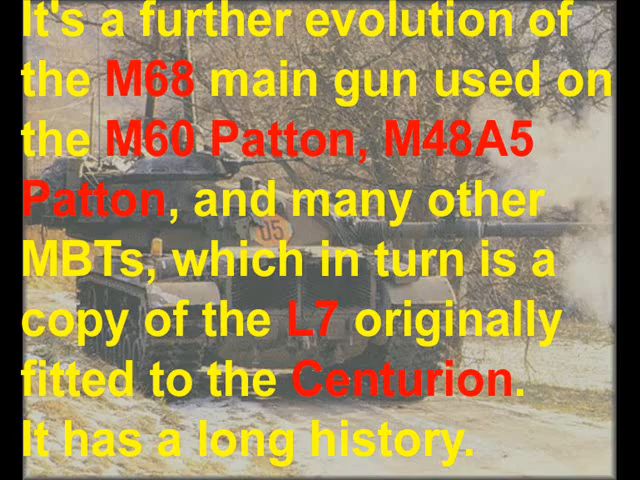 It's a further evolution of
the M68 main gun used on
the M60 Patton, M48A5
Patton, and many other
MBTs, which in turn is a
copy of the L7 originally
fitted to the Centurion.
It has a long history.
05